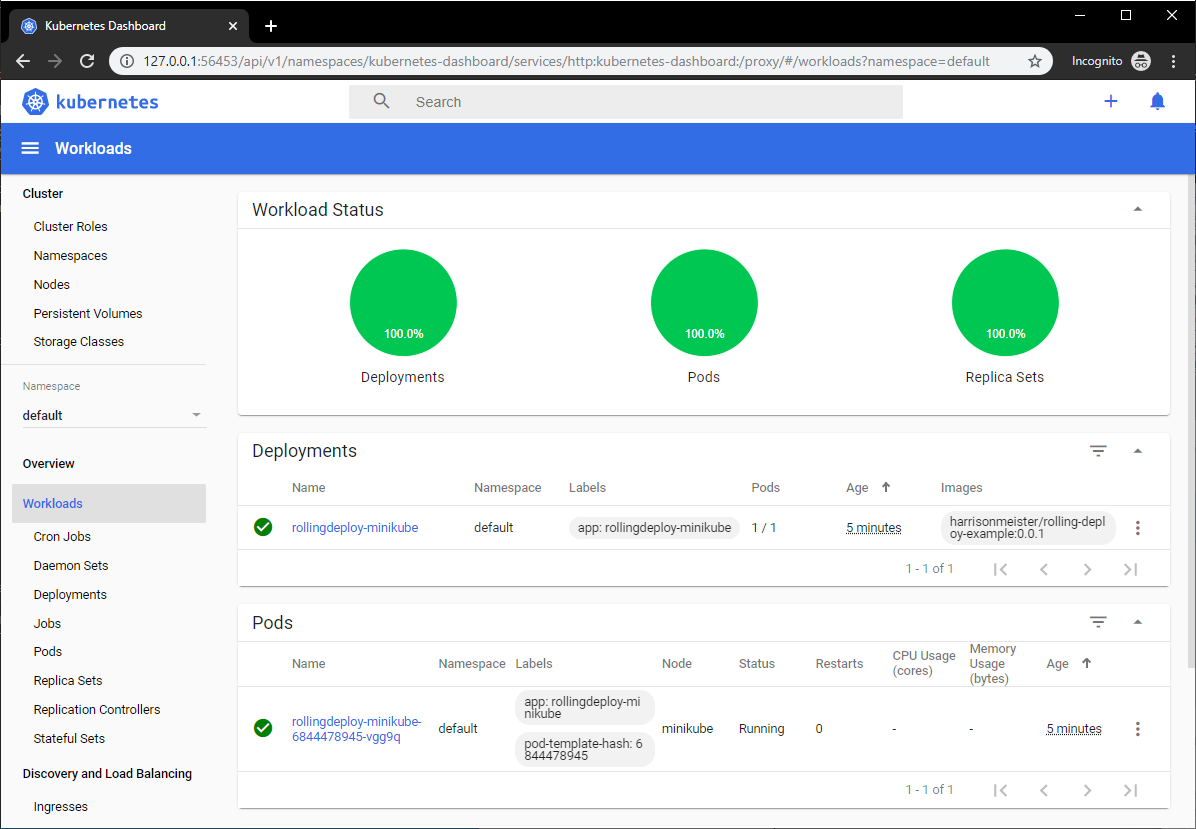 Kubernetes Dashboard
127.0.0.1:56453/api/v1/namespaces/kubernetes-dashboard/services/http:kubernetes-dashboard:/proxy/#/workloads?namespace=default
Incognito
kubernetes
Search
Workloads
Cluster
Cluster Roles
Namespaces
Nodes
Persistent Volumes
Storage Classes
Namespace
default
Overview
Workloads
Cron Jobs
Daemon Sets
Deployments
Jobs
Pods
Replica Sets
Replication Controllers
Stateful Sets
Discovery and Load Balancing
Ingresses
Workload Status
100.0% 100.0% 100.0%
Deployments Pods Replica Sets
Deployments
Name Namespace Labels Pods Age Images
rollingdeploy-minikube default app: rollingdeploy-minikube 1 / 1 5 minutes harrisonmeister/rolling-depl
oy-example:0.0.1
1 - 1 of 1
Pods
Name Namespace Labels Node Status Restarts CPU Usage
(cores) Memory
Usage
(bytes) Age
rollingdeploy-minikube-
6844478945-vgg9q default app: rollingdeploy-mi
nikube
pod-template-hash: 6
844478945 minikube Running 0 - - 5 minutes
1 - 1 of 1